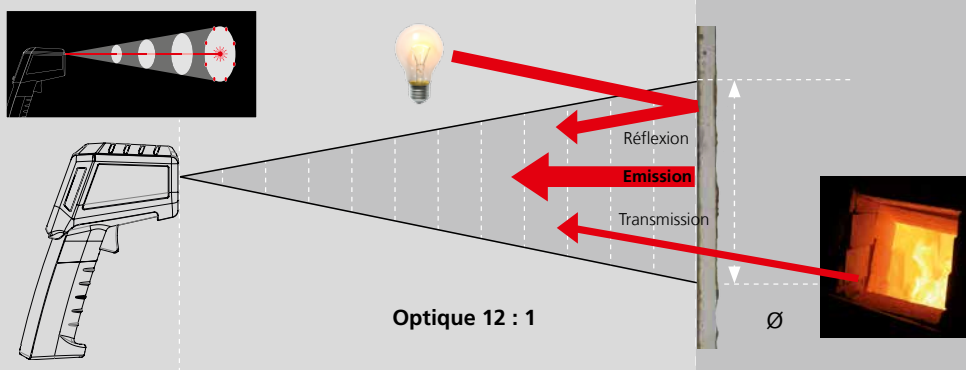 Réflexion
Emission
Transmission
Optique 12 : 1
Ø